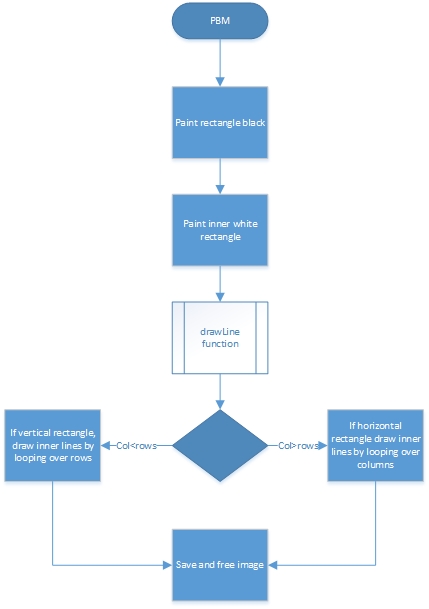 PBM
Paint rectangle black
Paint inner white
rectangle
drawLine
function
If vertical rectangle,
draw inner lines by
looping over rows
Col<rows
Col>rows
If horizontal
rectangle draw inner
lines by looping over
columns
Save and free image